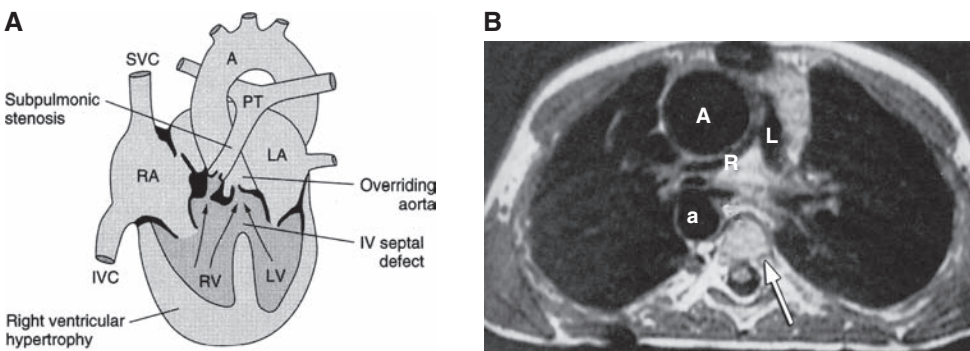 A
SVC
A
Subpulmonic
stenosis
PT
LA
RA
Overriding
aorta
IV septal
defect
IVC
RV
LV
Right ventricular
hypertrophy
B
A
L
R
a